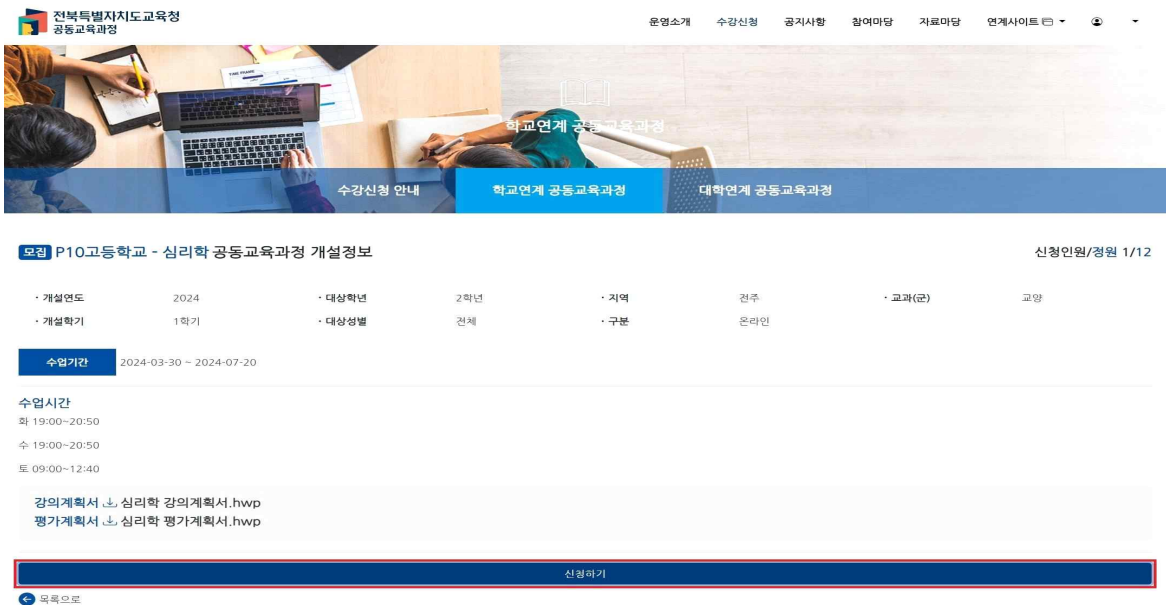 전북특별자치도교육청
공동교육과정
운영소개 수강신청 공지사항 참여마당 자료마당 연계사이트
TIME FRAME
학교연계 공동교육과정
수강신청 안내 학교연계 공동교육과정 대학연계 공동교육과정
모집 P10고등학교 - 심리학 공동교육과정 개설정보 신청인원/정원 1/12
· 개설연도 2024 · 대상학년 2학년 · 지역 전주 · 교과(군) 교양
· 개설학기 1학기 · 대상성별 전체 · 구분 온라인
수업기간 2024-03-30 ~ 2024-07-20
수업시간
화 19:00~20:50
수 19:00~20:50
토 09:00~12:40
강의계획서 심리학 강의계획서.hwp
평가계획서 심리학 평가계획서.hwp
신청하기
목록으로